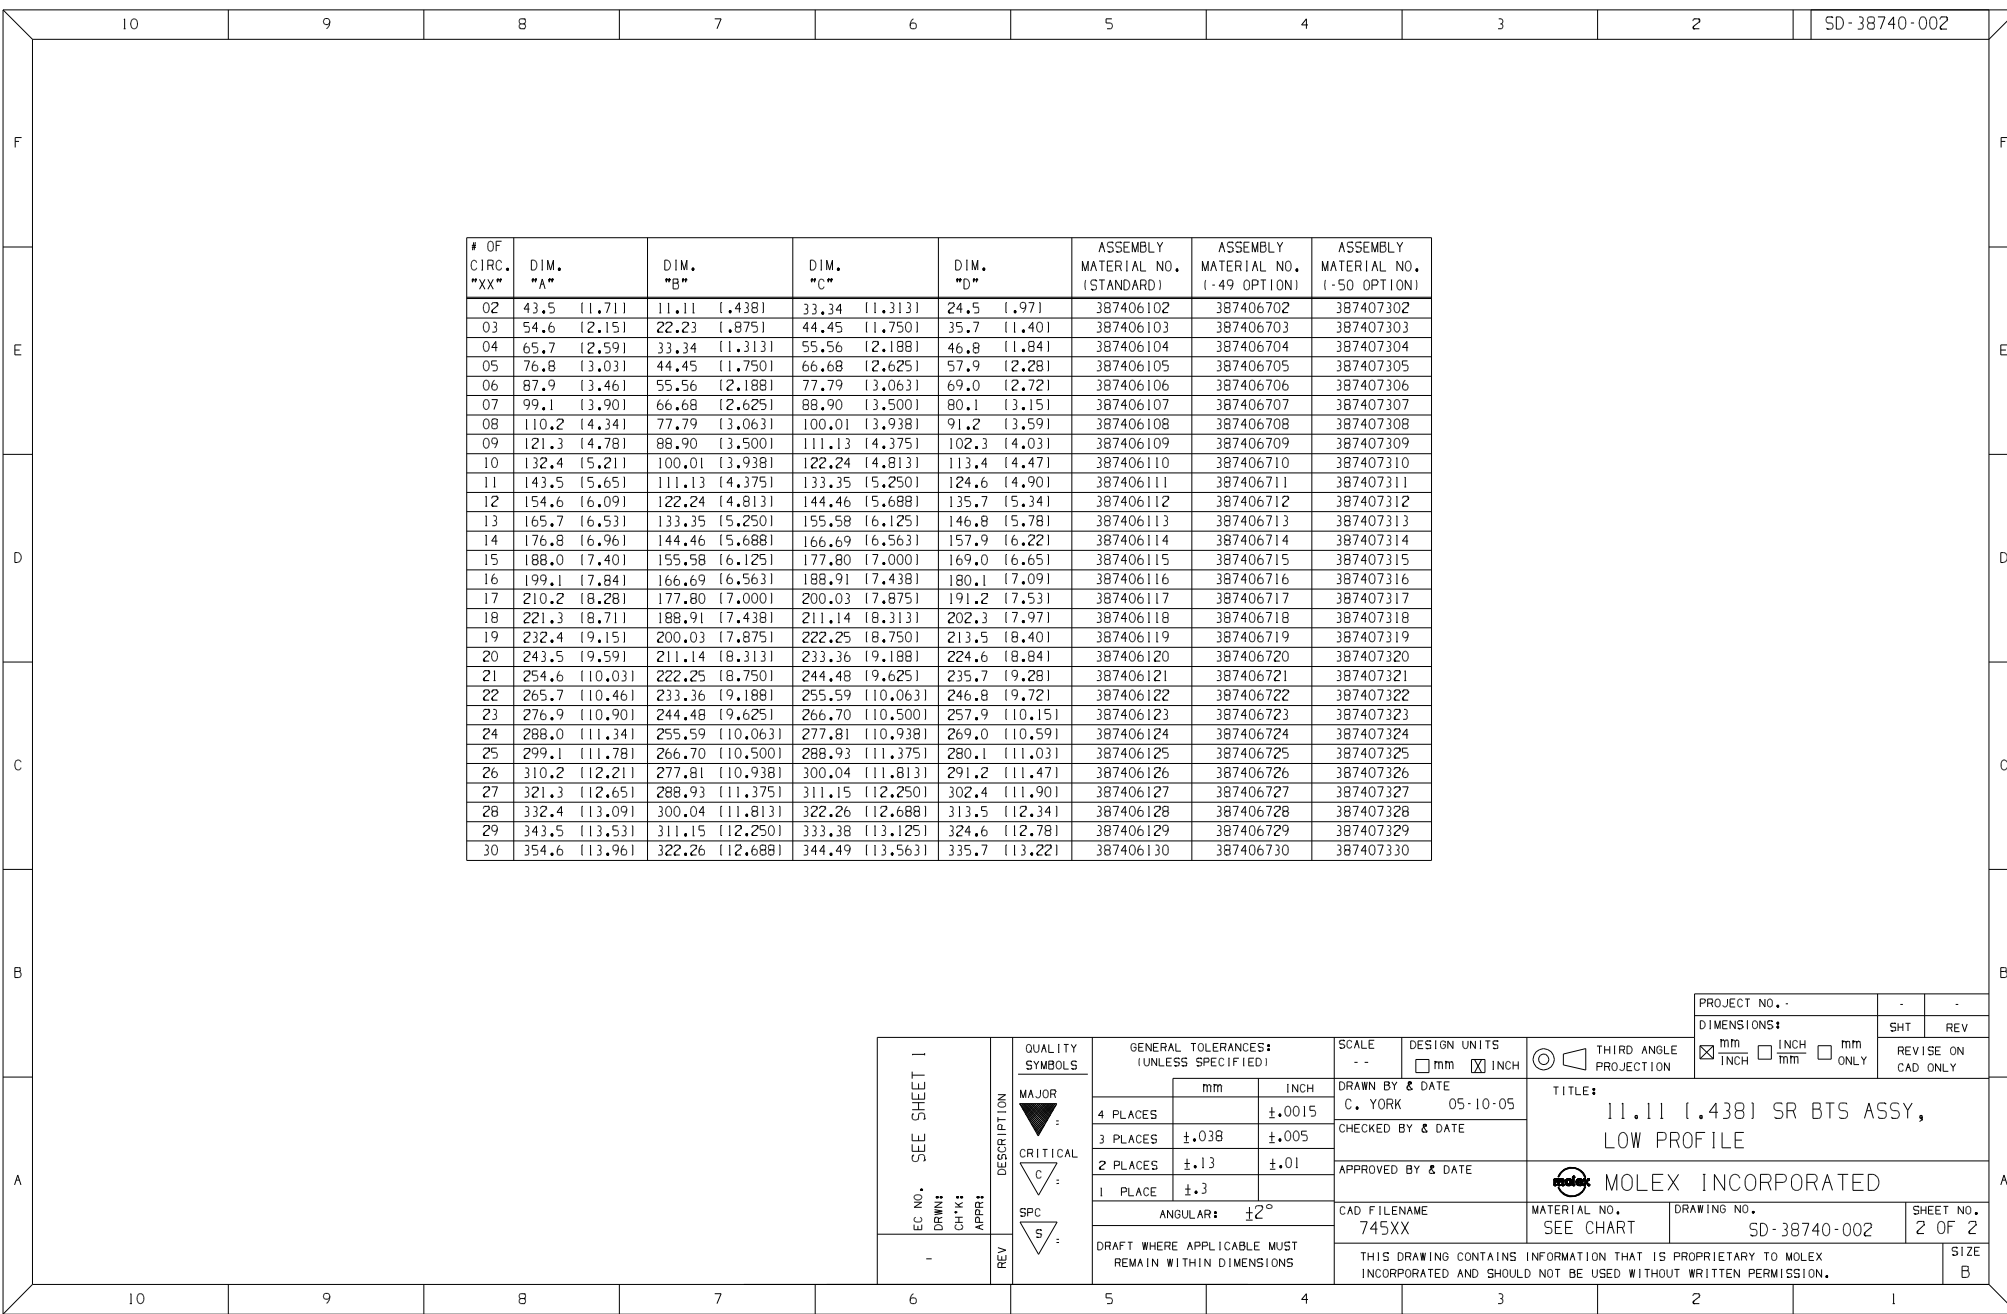 10 9 8 7 6 5 4 3 2 SD-38740-002
F F
E E
D D
C C
B B
A A
# OF CIRC. "XX" DIM. "A" DIM. "B" DIM. "C" DIM. "D" ASSEMBLY MATERIAL NO. (STANDARD) ASSEMBLY MATERIAL NO. (-49 OPTION) ASSEMBLY MATERIAL NO. (-50 OPTION)
02 43.5 [1.71] 11.11 [.438] 33.34 [1.313] 24.5 [.97] 387406102 387406702 387407302
03 54.6 [2.15] 22.23 [.875] 44.45 [1.750] 35.7 [1.40] 387406103 387406703 387407303
04 65.7 [2.59] 33.34 [1.313] 55.56 [2.188] 46.8 [1.84] 387406104 387406704 387407304
05 76.8 [3.03] 44.45 [1.750] 66.68 [2.625] 57.9 [2.28] 387406105 387406705 387407305
06 87.9 [3.46] 55.56 [2.188] 77.79 [3.063] 69.0 [2.72] 387406106 387406706 387407306
07 99.1 [3.90] 66.68 [2.625] 88.90 [3.500] 80.1 [3.15] 387406107 387406707 387407307
08 110.2 [4.34] 77.79 [3.063] 100.01 [3.938] 91.2 [3.59] 387406108 387406708 387407308
09 121.3 [4.78] 88.90 [3.500] 111.13 [4.375] 102.3 [4.03] 387406109 387406709 387407309
10 132.4 [5.21] 100.01 [3.938] 122.24 [4.813] 113.4 [4.47] 387406110 387406710 387407310
11 143.5 [5.65] 111.13 [4.375] 133.35 [5.250] 124.6 [4.90] 387406111 387406711 387407311
12 154.6 [6.09] 122.24 [4.813] 144.46 [5.688] 135.7 [5.34] 387406112 387406712 387407312
13 165.7 [6.53] 133.35 [5.250] 155.58 [6.125] 146.8 [5.78] 387406113 387406713 387407313
14 176.8 [6.96] 144.46 [5.688] 166.69 [6.563] 157.9 [6.22] 387406114 387406714 387407314
15 188.0 [7.40] 155.58 [6.125] 177.80 [7.000] 169.0 [6.65] 387406115 387406715 387407315
16 199.1 [7.84] 166.69 [6.563] 188.91 [7.438] 180.1 [7.09] 387406116 387406716 387407316
17 210.2 [8.28] 177.80 [7.000] 200.03 [7.875] 191.2 [7.53] 387406117 387406717 387407317
18 221.3 [8.71] 188.91 [7.438] 211.14 [8.313] 202.3 [7.97] 387406118 387406718 387407318
19 232.4 [9.15] 200.03 [7.875] 222.25 [8.750] 213.5 [8.40] 387406119 387406719 387407319
20 243.5 [9.59] 211.14 [8.313] 233.36 [9.188] 224.6 [8.84] 387406120 387406720 387407320
21 254.6 [10.03] 222.25 [8.750] 244.48 [9.625] 235.7 [9.28] 387406121 387406721 387407321
22 265.7 [10.46] 233.36 [9.188] 255.59 [10.063] 246.8 [9.72] 387406122 387406722 387407322
23 276.9 [10.90] 244.48 [9.625] 266.70 [10.500] 257.9 [10.15] 387406123 387406723 387407323
24 288.0 [11.34] 255.59 [10.063] 277.81 [10.938] 269.0 [10.59] 387406124 387406724 387407324
25 299.1 [11.78] 266.70 [10.500] 288.93 [11.375] 280.1 [11.03] 387406125 387406725 387407325
26 310.2 [12.21] 277.81 [10.938] 300.04 [11.813] 291.2 [11.47] 387406126 387406726 387407326
27 321.3 [12.65] 288.93 [11.375] 311.15 [12.250] 302.4 [11.90] 387406127 387406727 387407327
28 332.4 [13.09] 300.04 [11.813] 322.26 [12.688] 313.5 [12.34] 387406128 387406728 387407328
29 343.5 [13.53] 311.15 [12.250] 333.38 [13.125] 324.6 [12.78] 387406129 387406729 387407329
30 354.6 [13.96] 322.26 [12.688] 344.49 [13.563] 335.7 [13.22] 387406130 387406730 387407330
EC NO. SEE SHEET 1
DRWN:
CH'K:
APPR:
-
DESCRIPTION
REV
QUALITY SYMBOLS
MAJOR
:
CRITICAL
C :
SPC
S :
GENERAL TOLERANCES:
(UNLESS SPECIFIED)
mm INCH
4 PLACES ±.0015
3 PLACES ±.038 ±.005
2 PLACES ±.13 ±.01
1 PLACE ±.3
ANGULAR: ±2°
DRAFT WHERE APPLICABLE MUST
REMAIN WITHIN DIMENSIONS
SCALE
--
DESIGN UNITS
mm X INCH
THIRD ANGLE
PROJECTION
PROJECT NO. - - -
DIMENSIONS:
mm/INCH INCH/mm mm ONLY
SHT REV
REVISE ON
CAD ONLY
DRAWN BY & DATE
C. YORK 05-10-05
CHECKED BY & DATE
APPROVED BY & DATE
TITLE:
11.11 [.438] SR BTS ASSY,
LOW PROFILE
molex MOLEX INCORPORATED
CAD FILENAME
745XX
MATERIAL NO.
SEE CHART
DRAWING NO.
SD-38740-002
SHEET NO.
2 OF 2
THIS DRAWING CONTAINS INFORMATION THAT IS PROPRIETARY TO MOLEX
INCORPORATED AND SHOULD NOT BE USED WITHOUT WRITTEN PERMISSION.
SIZE
B
10 9 8 7 6 5 4 3 2 1